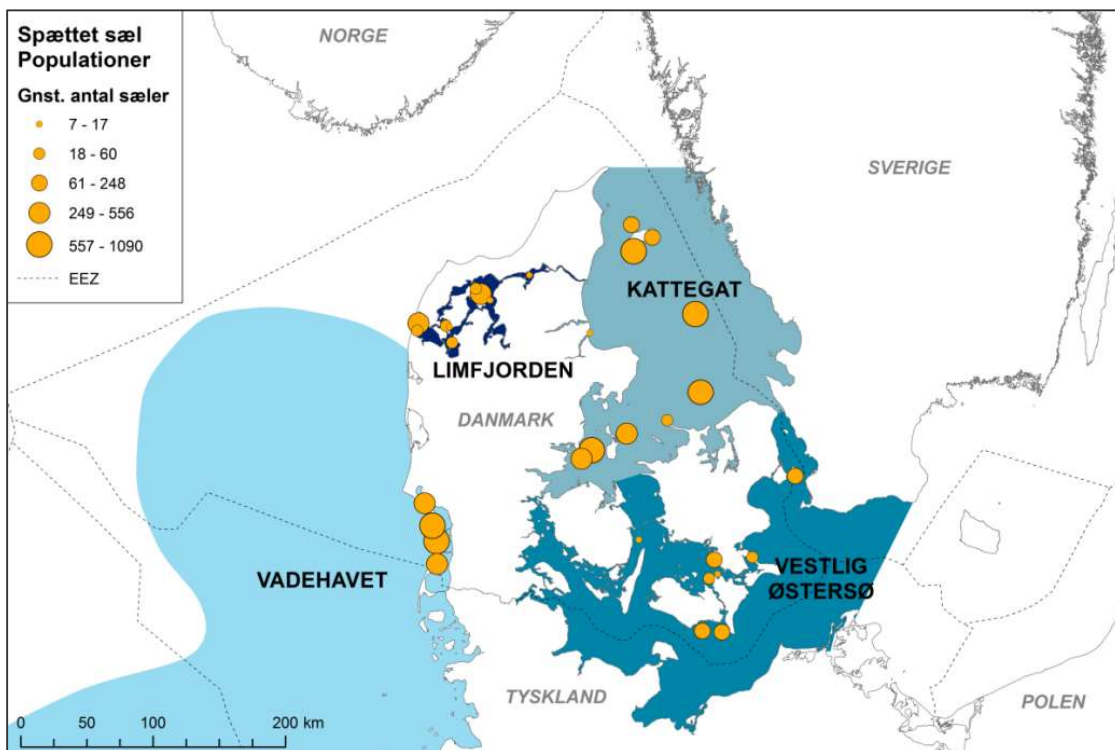 Spættet sæl
Populationer
Gnst. antal sæler
7 - 17
18 - 60
61 - 248
249 - 556
557 - 1090
EEZ
NORGE
SVERIGE
KATTEGAT
LIMFJORDEN
DANMARK
VADEHAVET
VESTLIG
ØSTERSØ
TYSKLAND
POLEN
0 50 100 200 km